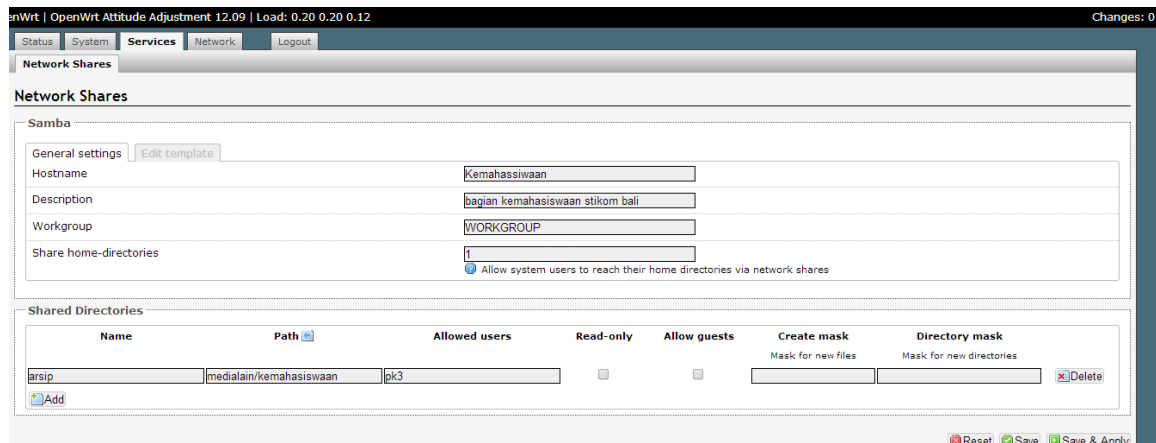 enWrt | OpenWrt Attitude Adjustment 12.09 | Load: 0.20 0.20 0.12 Changes: 0
Status System Services Network Logout
Network Shares
Network Shares
Samba
General settings Edit template
Hostname Kemahassiwaan
Description bagian kemahasiswaan stikom bali
Workgroup WORKGROUP
Share home-directories 1
Allow system users to reach their home directories via network shares
Shared Directories
Name Path Allowed users Read-only Allow guests Create mask Directory mask
Mask for new files Mask for new directories
arsip medialain/kemahasiswaan pk3 Delete
Add
Reset Save Save & Apply